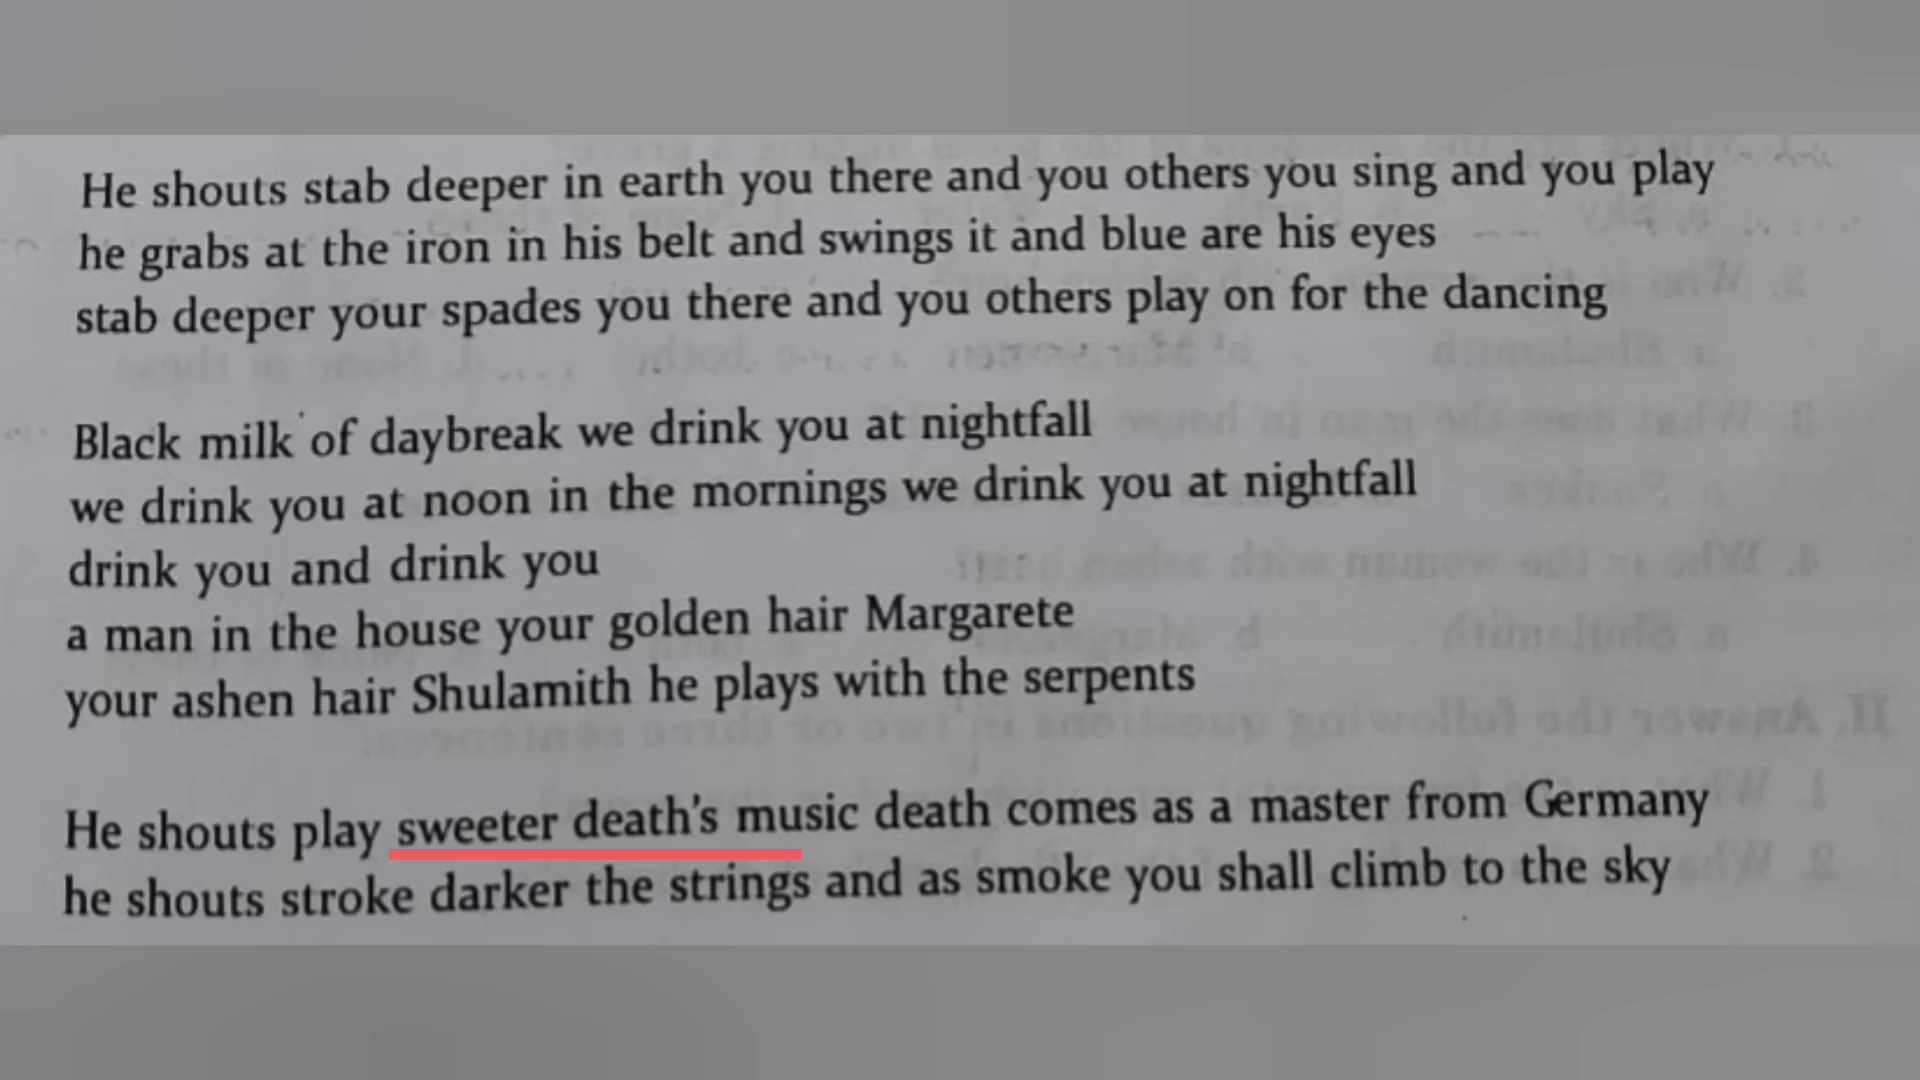 He shouts stab deeper in earth you there and you others you sing and you play
he grabs at the iron in his belt and swings it and blue are his eyes
stab deeper your spades you there and you others play on for the dancing
Black milk of daybreak we drink you at nightfall
we drink you at noon in the mornings we drink you at nightfall
drink you and drink you
a man in the house your golden hair Margarete
your ashen hair Shulamith he plays with the serpents
He shouts play sweeter death's music death comes as a master from Germany
he shouts stroke darker the strings and as smoke you shall climb to the sky